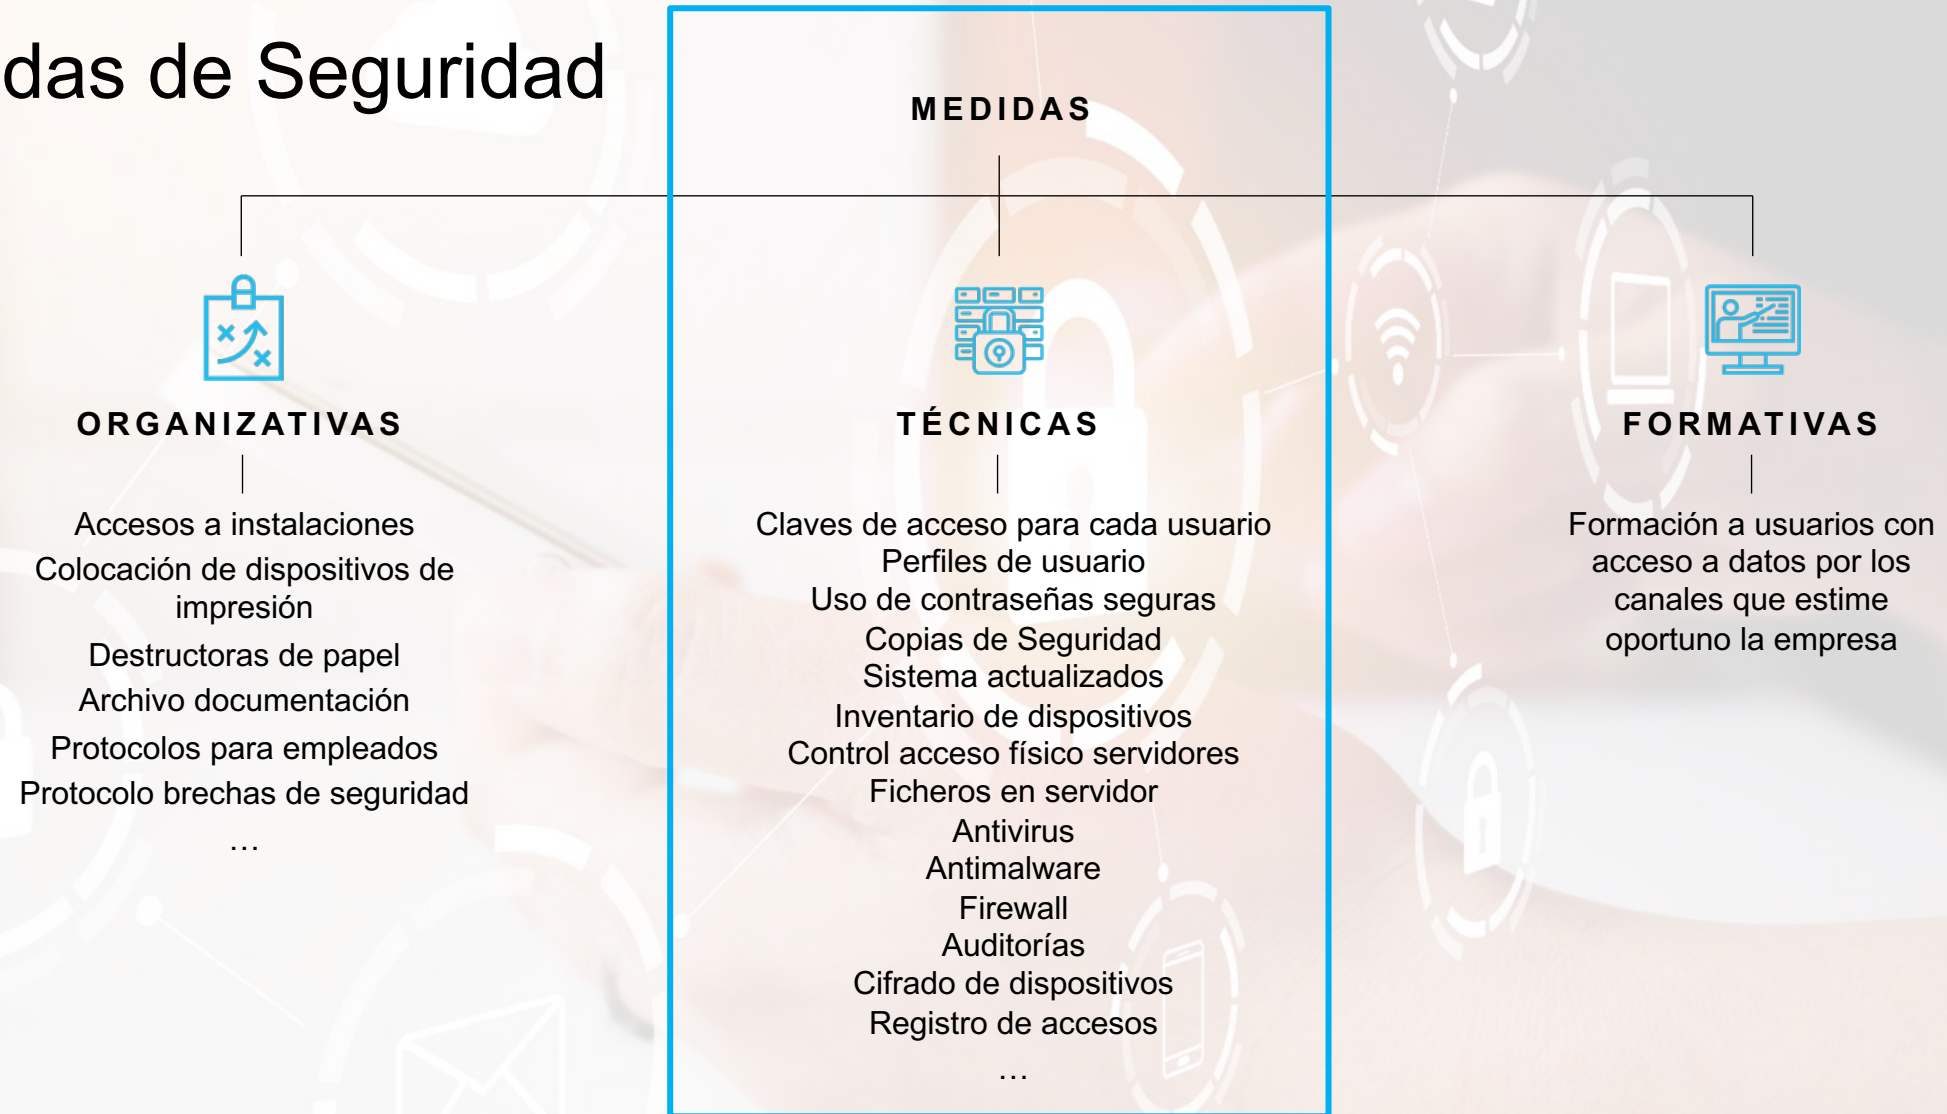 das de Seguridad
MEDIDAS
ORGANIZATIVAS
Accesos a instalaciones
Colocación de dispositivos de
impresión
Destructoras de papel
Archivo documentación
Protocolos para empleados
Protocolo brechas de seguridad
…
TÉCNICAS
Claves de acceso para cada usuario
Perfiles de usuario
Uso de contraseñas seguras
Copias de Seguridad
Sistema actualizados
Inventario de dispositivos
Control acceso físico servidores
Ficheros en servidor
Antivirus
Antimalware
Firewall
Auditorías
Cifrado de dispositivos
Registro de accesos
…
FORMATIVAS
Formación a usuarios con
acceso a datos por los
canales que estime
oportuno la empresa